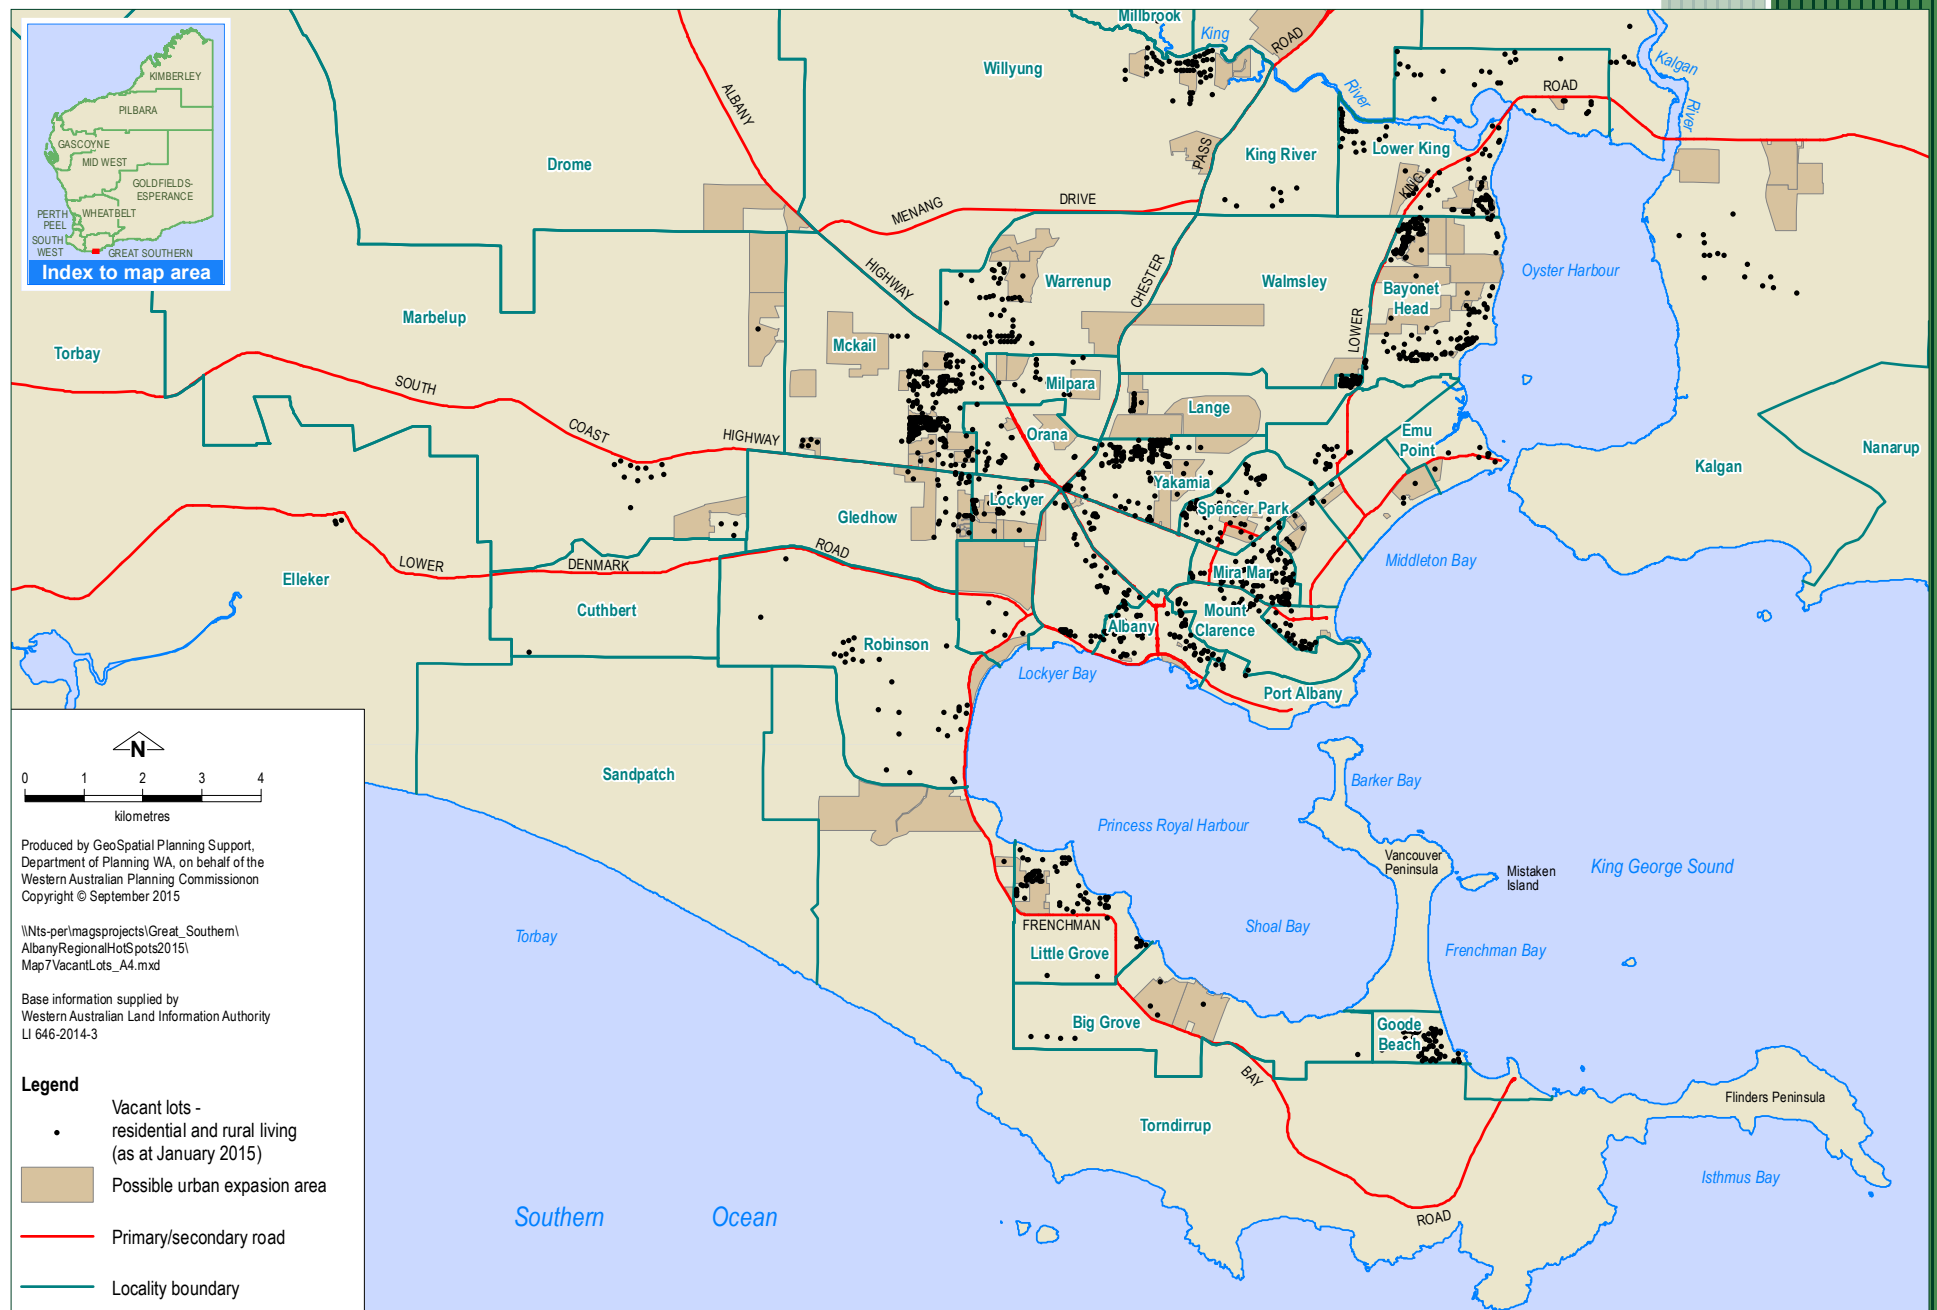 KIMBERLEY
PILBARA
GASCOYNE
MID WEST
GOLDFIELDS-
ESPERANCE
PERTH
PEEL
WHEATBELT
SOUTH
WEST
GREAT SOUTHERN
Index to map area
Millbrook
King
ROAD
Willyung
Kalgan
River
ROAD
River
ALBANY
Drome
PASS
King River
Lower King
KING
MENANG
DRIVE
HIGHWAY
Warrenup
CHESTER
Walmsley
Oyster Harbour
Bayonet
Head
Marbelup
Torbay
Mckail
LOWER
SOUTH
Milpara
Lange
COAST
HIGHWAY
Orana
Emu
Point
Kalgan
Nanarup
Yakamia
Lockyer
Gledhow
Spencer Park
LOWER
DENMARK
ROAD
Elleker
Middleton Bay
Mira Mar
Cuthbert
Mount
Clarence
Albany
Robinson
Lockyer Bay
Port Albany
Sandpatch
Barker Bay
Princess Royal Harbour
Vancouver
Peninsula
Mistaken
Island
King George Sound
Torbay
FRENCHMAN
Little Grove
Shoal Bay
Frenchman Bay
Big Grove
Goode
Beach
BAY
Torndirrup
Flinders Peninsula
Isthmus Bay
ROAD
Southern Ocean
N
0 1 2 3 4
kilometres
Produced by GeoSpatial Planning Support,
Department of Planning WA, on behalf of the
Western Australian Planning Commissionon
Copyright © September 2015
\\Nts-per\magsprojects\Great_Southern\
AlbanyRegionalHotSpots2015\
Map7VacantLots_A4.mxd
Base information supplied by
Western Australian Land Information Authority
LI 646-2014-3
Legend
Vacant lots -
residential and rural living
(as at January 2015)
Possible urban expasion area
Primary/secondary road
Locality boundary